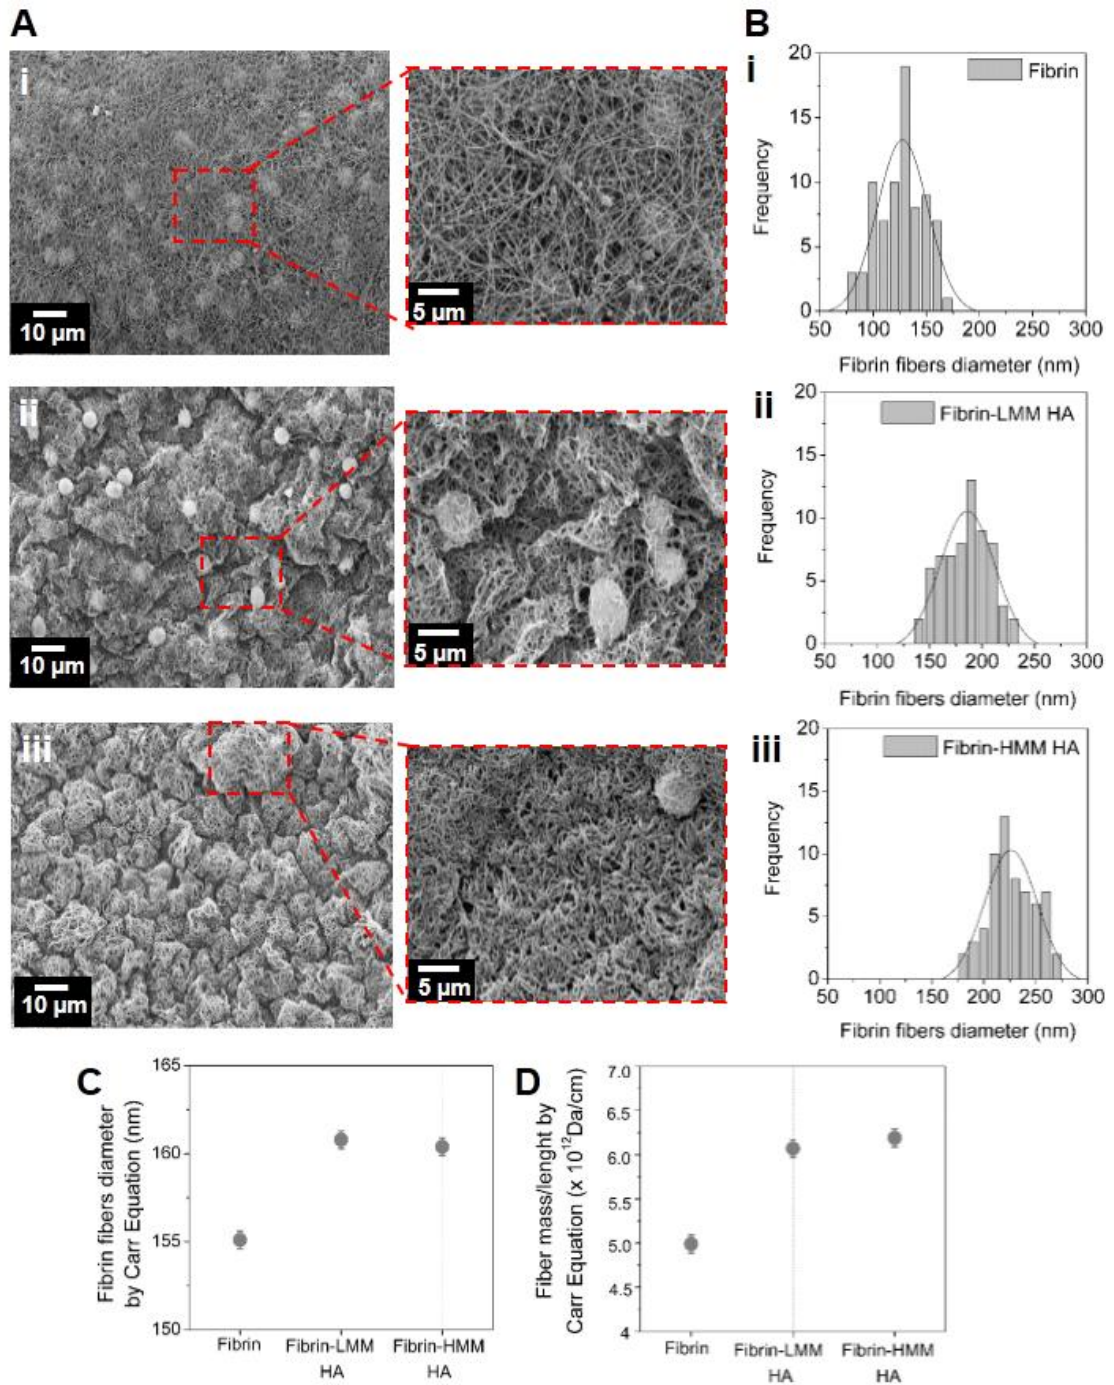 A
B
i
10 µm
5 µm
i
20
15
10
5
0
Frequency
Fibrin
50 100 150 200 250 300
Fibrin fibers diameter (nm)
ii
10 µm
5 µm
ii
20
15
10
5
0
Frequency
Fibrin-LMM HA
50 100 150 200 250 300
Fibrin fibers diameter (nm)
iii
10 µm
5 µm
iii
20
15
10
5
0
Frequency
Fibrin-HMM HA
50 100 150 200 250 300
Fibrin fibers diameter (nm)
C
Fibrin fibers diameter
by Carr Equation (nm)
165
160
155
150
Fibrin Fibrin-LMM Fibrin-HMM
HA HA
D
Fiber mass/lenght by
Carr Equation (x 10¹²Da/cm)
7.0
6.5
6.0
5.5
5.0
4.5
4
Fibrin Fibrin-LMM Fibrin-HMM
HA HA